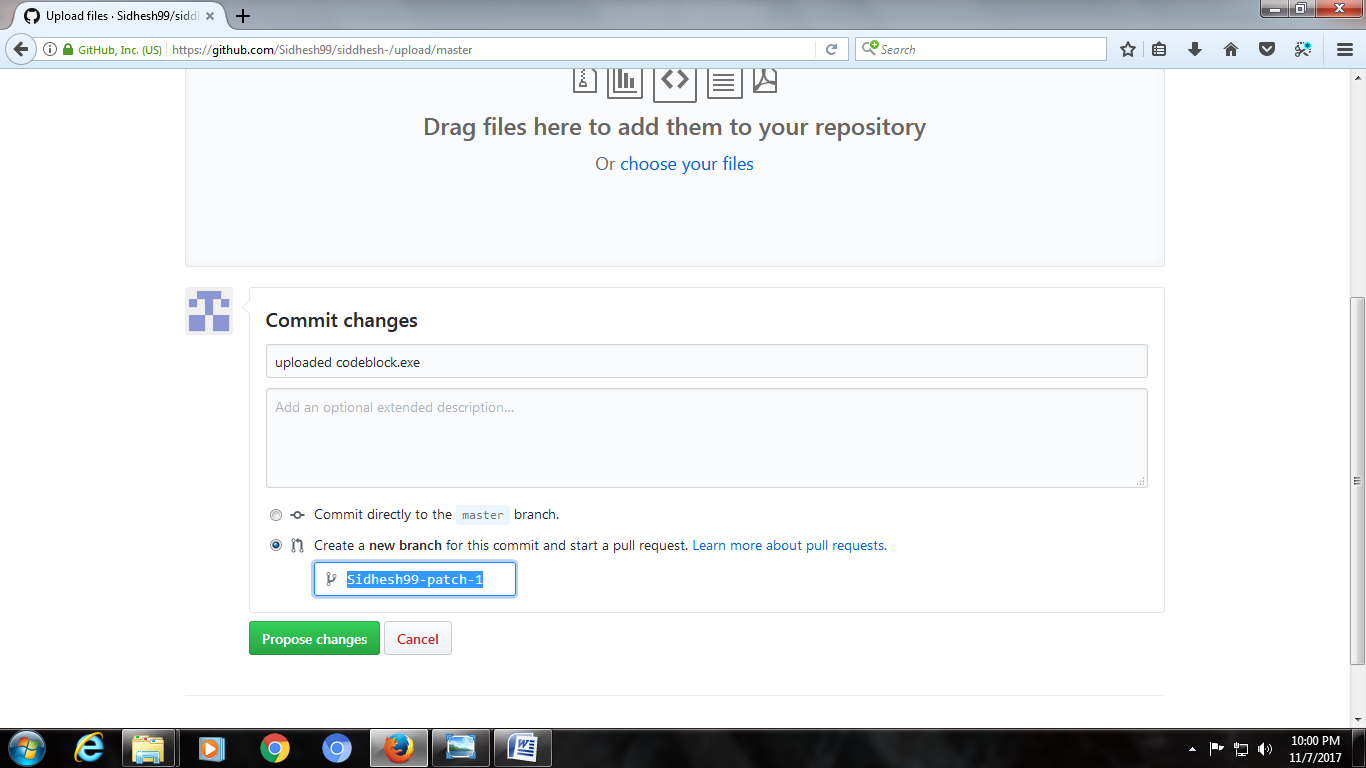 Upload files · Sidhesh99/siddl
GitHub, Inc. (US)
https://github.com/Sidhesh99/siddhesh-/upload/master
Search
Drag files here to add them to your repository
Or choose your files
Commit changes
uploaded codeblock.exe
Add an optional extended description...
Commit directly to the master branch.
Create a new branch for this commit and start a pull request. Learn more about pull requests.
Sidhesh99-patch-1
Propose changes
Cancel
10:00 PM
11/7/2017